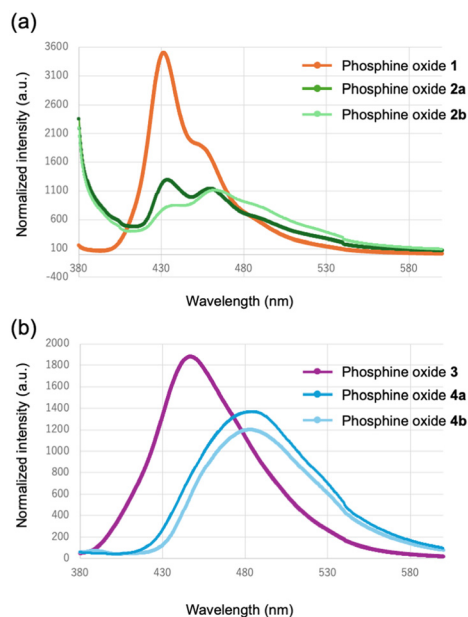 (a)
Normalized intensity (a.u.)
3600
3100
2600
2100
1600
1100
600
100
-400
Phosphine oxide 1
Phosphine oxide 2a
Phosphine oxide 2b
380 430 480 530 580
Wavelength (nm)
(b)
Normalized intensity (a.u.)
2000
1800
1600
1400
1200
1000
800
600
400
200
0
Phosphine oxide 3
Phosphine oxide 4a
Phosphine oxide 4b
380 430 480 530 580
Wavelength (nm)